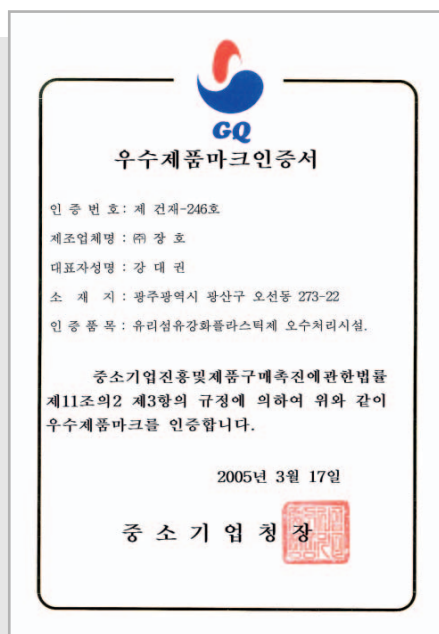 GQ
우수제품마크인증서
인 증 번 호 : 제 건재-246호
제조업체명 : ㈜ 장 호
대표자성명 : 강 대 권
소 재 지 : 광주광역시 광산구 오선동 273-22
인 증 품 목 : 유리섬유강화플라스틱제 오수처리시설.
중소기업진흥및제품구매촉진에관한법률
제11조의2 제3항의 규정에 의하여 위와 같이
우수제품마크를 인증합니다.
2005년 3월 17일
중 소 기 업 청 장